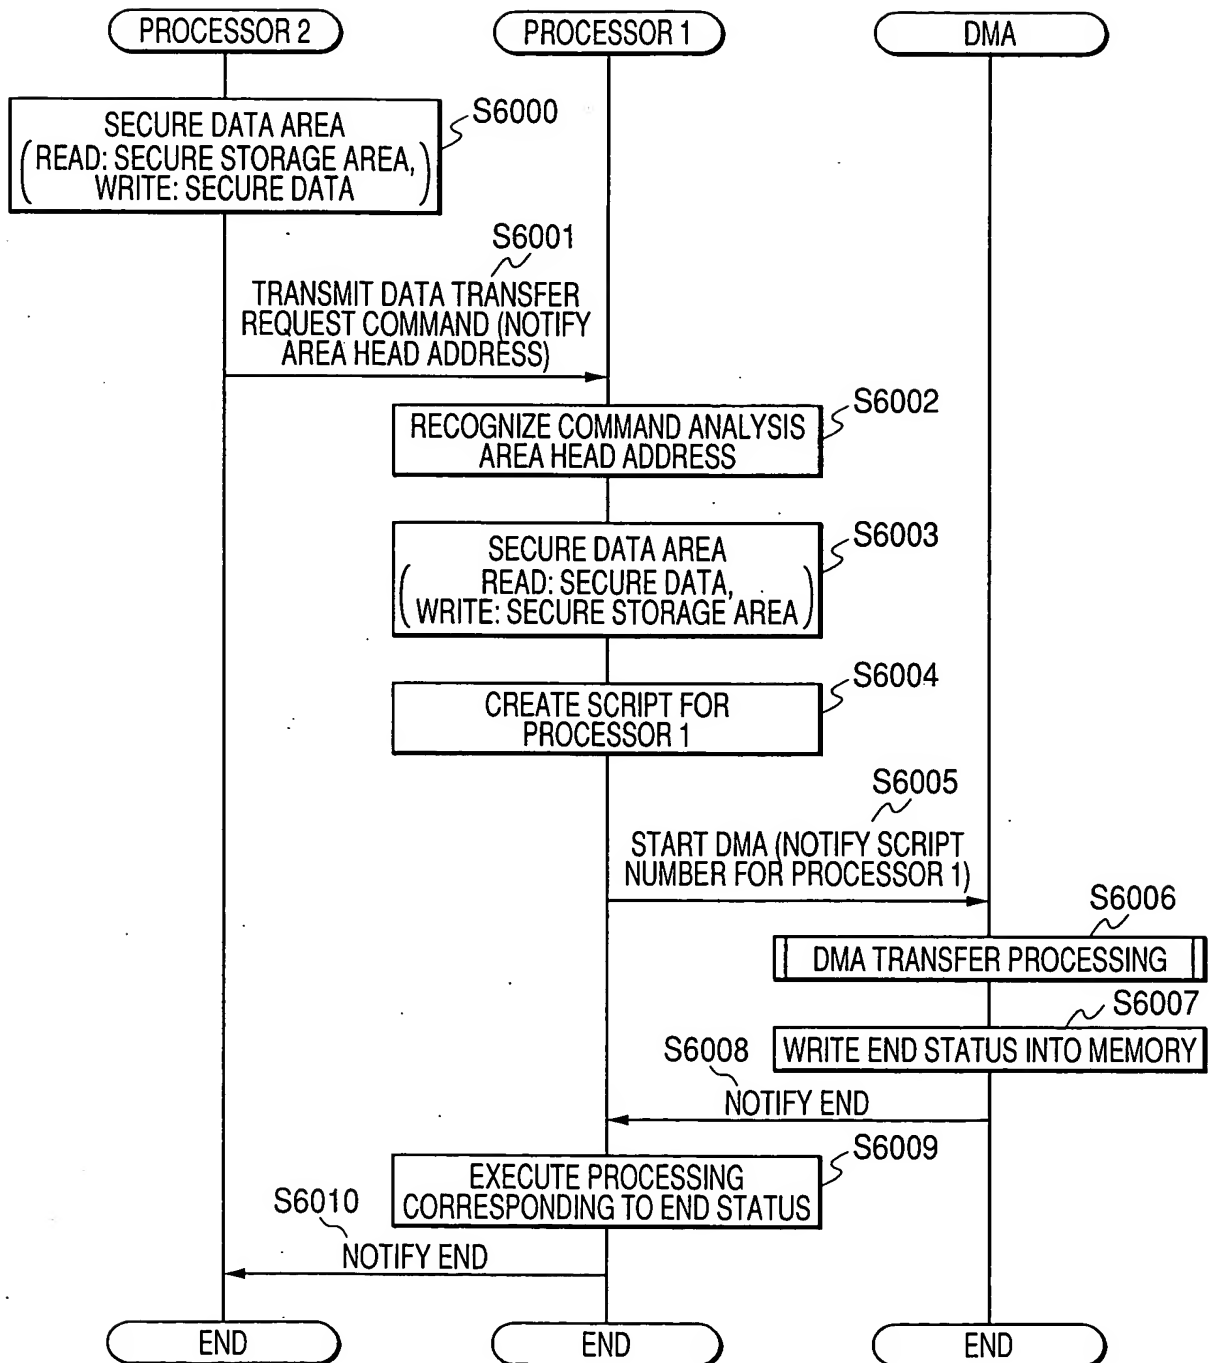 PROCESSOR 2
PROCESSOR 1
DMA
SECURE DATA AREA
(READ: SECURE STORAGE AREA,
WRITE: SECURE DATA)
S6000
S6001
TRANSMIT DATA TRANSFER
REQUEST COMMAND (NOTIFY
AREA HEAD ADDRESS)
RECOGNIZE COMMAND ANALYSIS
AREA HEAD ADDRESS
S6002
SECURE DATA AREA
(READ: SECURE DATA,
WRITE: SECURE STORAGE AREA)
S6003
CREATE SCRIPT FOR
PROCESSOR 1
S6004
S6005
START DMA (NOTIFY SCRIPT
NUMBER FOR PROCESSOR 1)
S6006
DMA TRANSFER PROCESSING
S6007
WRITE END STATUS INTO MEMORY
S6008
NOTIFY END
EXECUTE PROCESSING
CORRESPONDING TO END STATUS
S6009
S6010
NOTIFY END
END
END
END